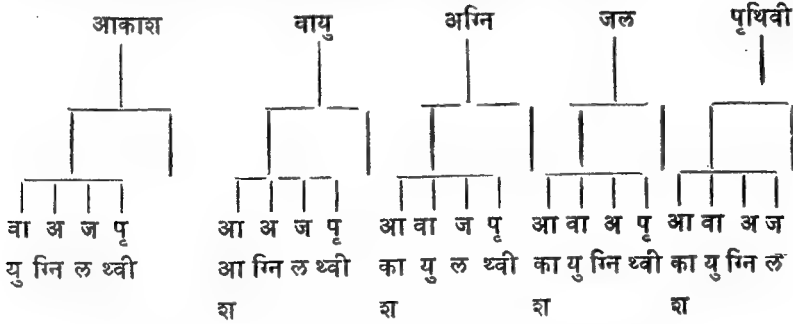 आकाश वायु अग्नि जल पृथिवी
वा अ ज पृ आ अ ज पृ आ वा ज पृ आ वा अ पृ आ वा अ ज
यु ग्नि ल थ्वी आ ग्नि ल थ्वी का यु ल थ्वी का यु ग्नि थ्वी का यु ग्नि ल
श श श श